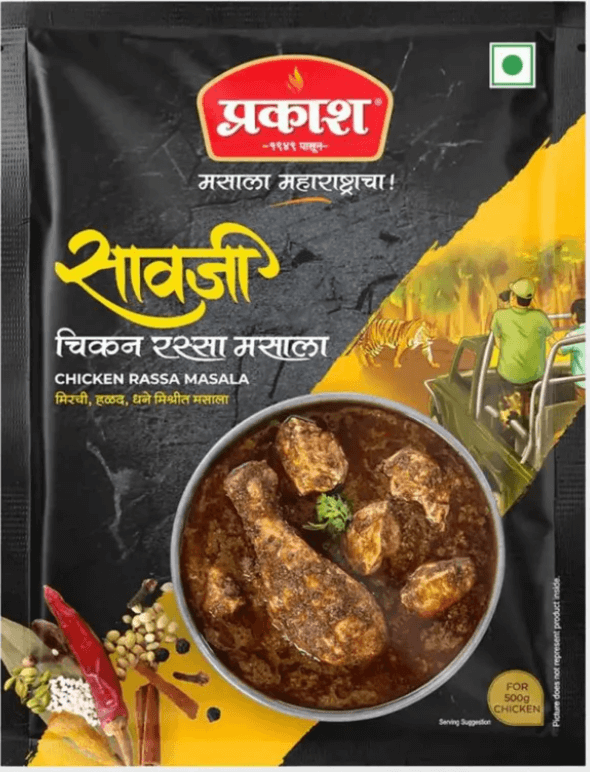 प्रकाश®
-१९४९ पासून-
मसाला महाराष्ट्राचा!
सावजी
चिकन रस्सा मसाला
CHICKEN RASSA MASALA
मिरची, हळद, धने मिश्रीत मसाला
FOR
500g
CHICKEN
Serving Suggestion
Picture does not represent product inside.